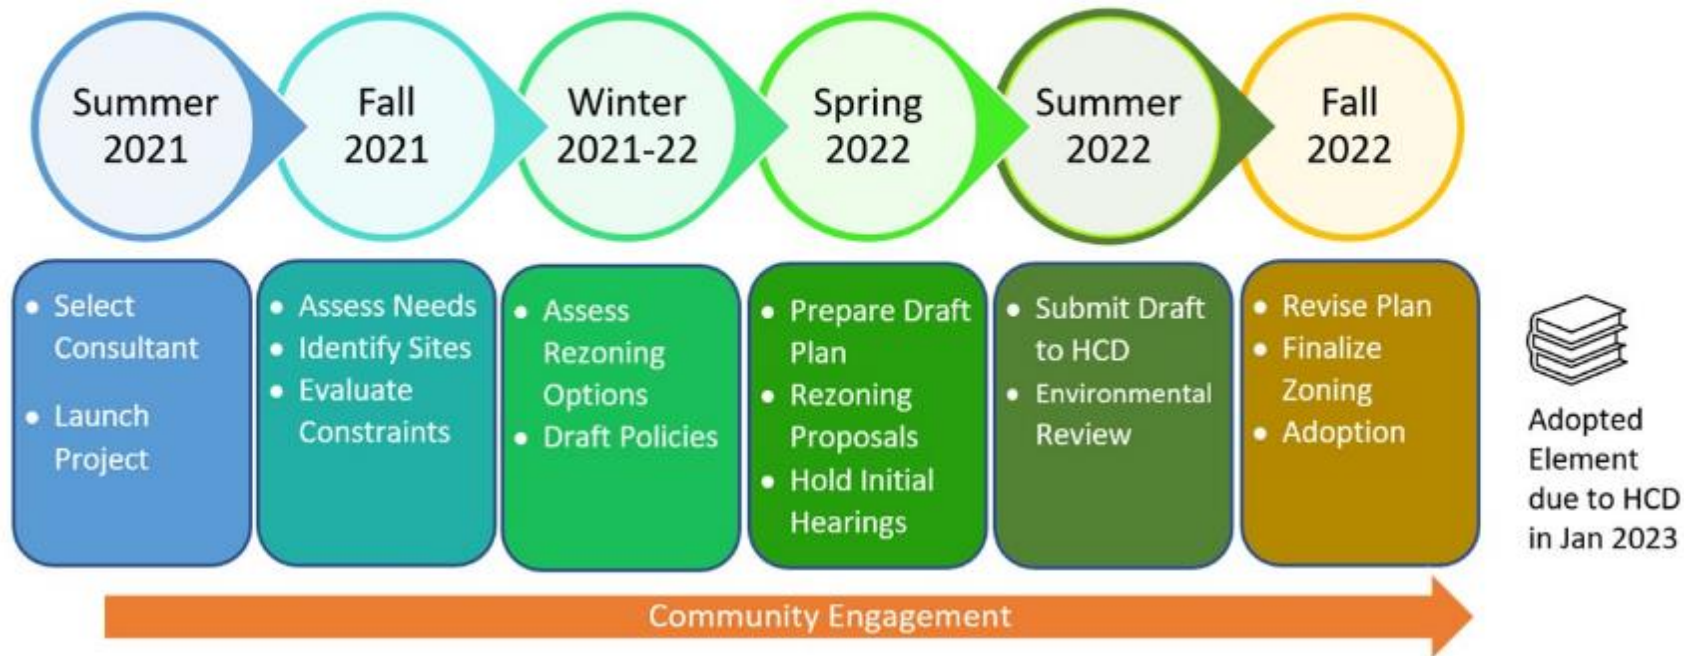 Summer
2021
Fall
2021
Winter
2021-22
Spring
2022
Summer
2022
Fall
2022
• Select
Consultant
• Launch
Project
• Assess Needs
• Identify Sites
• Evaluate
Constraints
• Assess
Rezoning
Options
• Draft Policies
• Prepare Draft
Plan
• Rezoning
Proposals
• Hold Initial
Hearings
• Submit Draft
to HCD
• Environmental
Review
• Revise Plan
• Finalize
Zoning
• Adoption
Adopted
Element
due to HCD
in Jan 2023
Community Engagement